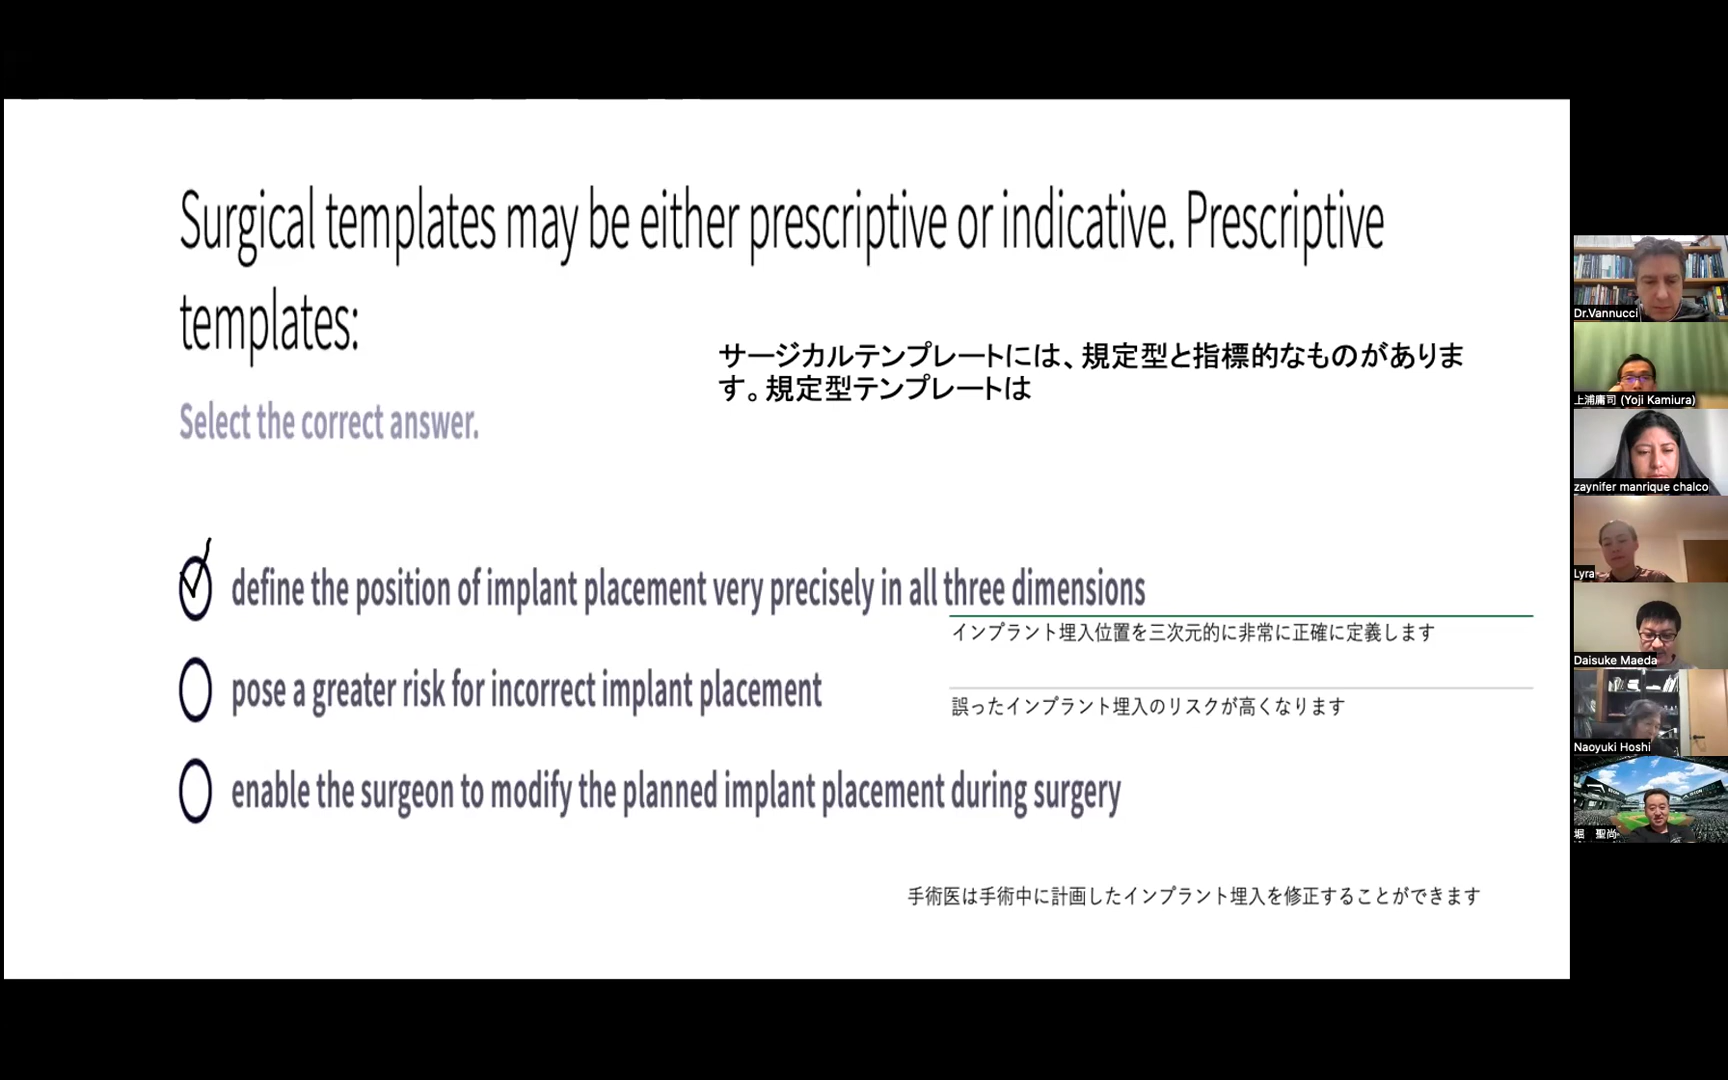 Surgical templates may be either prescriptive or indicative. Prescriptive
templates:
サージカルテンプレートには、規定型と指標的なものがありま
す。規定型テンプレートは
Select the correct answer.
define the position of implant placement very precisely in all three dimensions
インプラント埋入位置を三次元的に非常に正確に定義します
pose a greater risk for incorrect implant placement
誤ったインプラント埋入のリスクが高くなります
enable the surgeon to modify the planned implant placement during surgery
手術医は手術中に計画したインプラント埋入を修正することができます
Dr.Vannucci
上浦庸司 (Yoji Kamiura)
zaynifer manrique chalco
Lyra
Daisuke Maeda
Naoyuki Hoshi
堀 聖尚